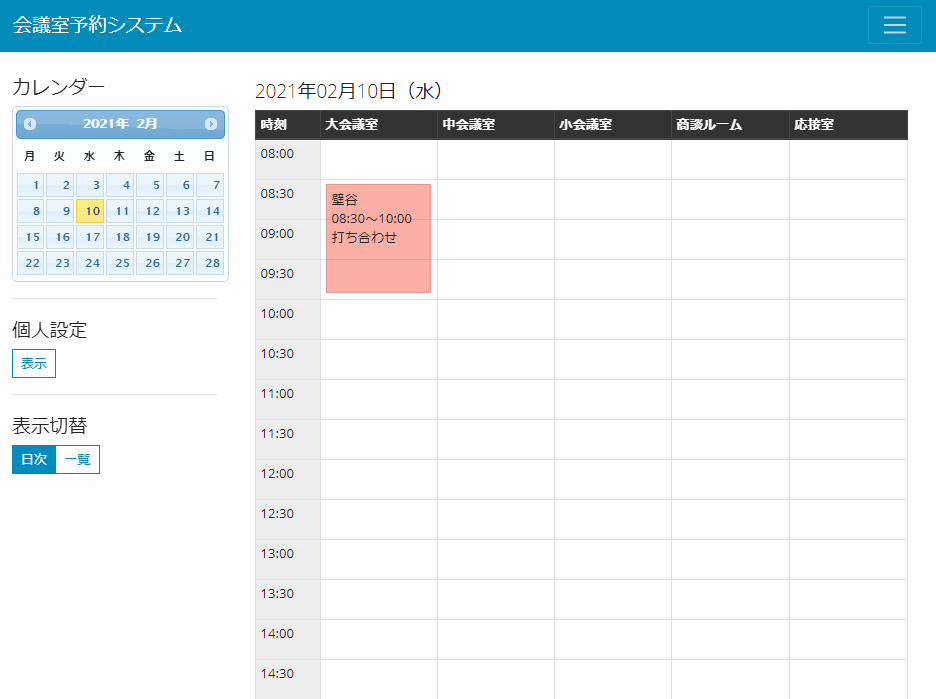 会議室予約システム
カレンダー
2021年 2月
月 火 水 木 金 土 日
1 2 3 4 5 6 7
8 9 10 11 12 13 14
15 16 17 18 19 20 21
22 23 24 25 26 27 28
個人設定
表示
表示切替
日次 一覧
2021年02月10日（水）
時刻 大会議室 中会議室 小会議室 商談ルーム 応接室
08:00
08:30
壁谷
08:30～10:00
打ち合わせ
09:00
09:30
10:00
10:30
11:00
11:30
12:00
12:30
13:00
13:30
14:00
14:30